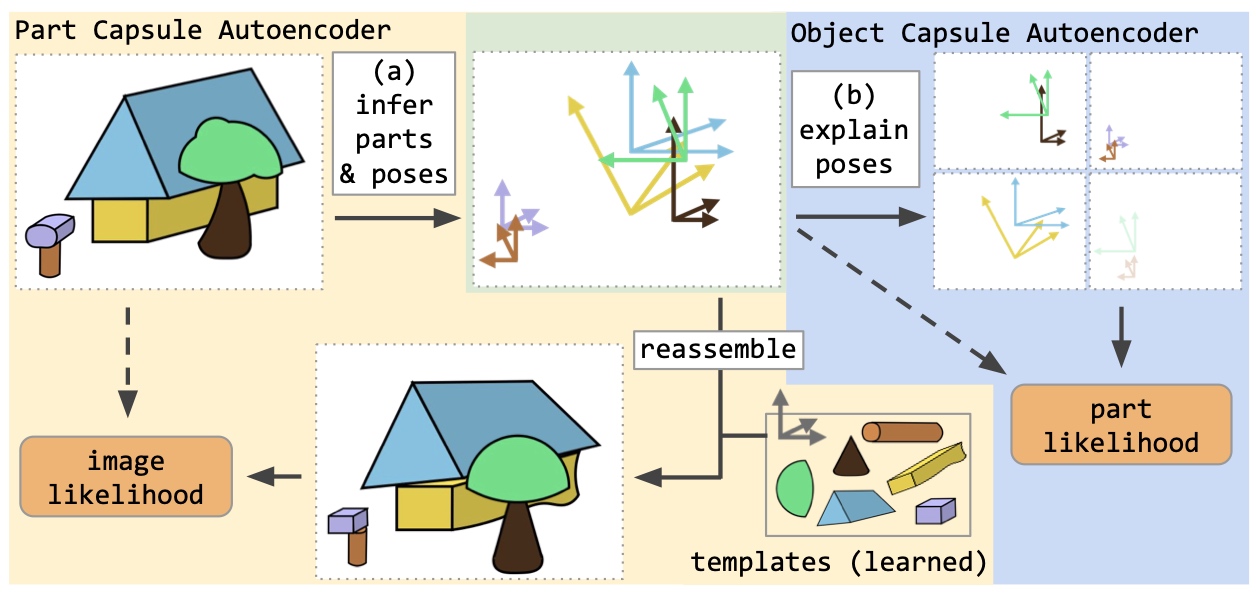 Part Capsule Autoencoder
(a)
infer
parts
& poses
Object Capsule Autoencoder
(b)
explain
poses
reassemble
image
likelihood
part
likelihood
templates (learned)